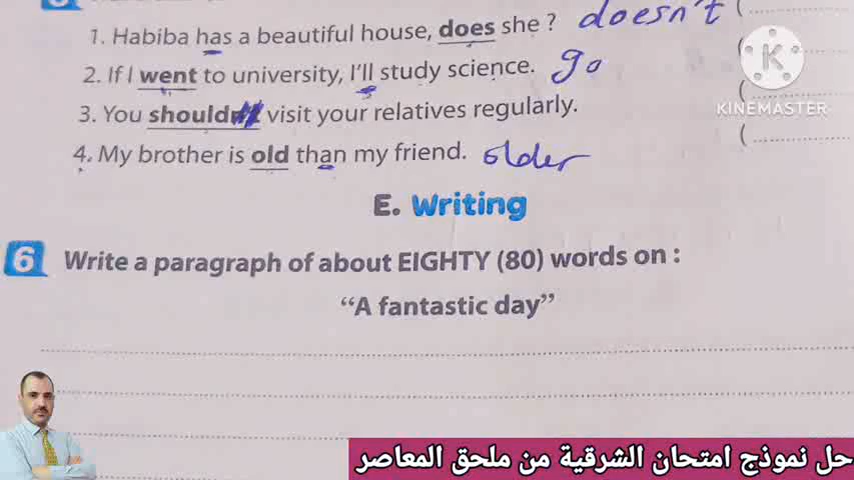 1. Habiba has a beautiful house, does she ? doesn't (
KINEMASTER
2. If I went to university, I'll study science. go
3. You shouldn't visit your relatives regularly.
4. My brother is old than my friend. older
E. Writing
6 Write a paragraph of about EIGHTY (80) words on :
"A fantastic day"
حل نموذج امتحان الشرقية من ملحق المعاصر